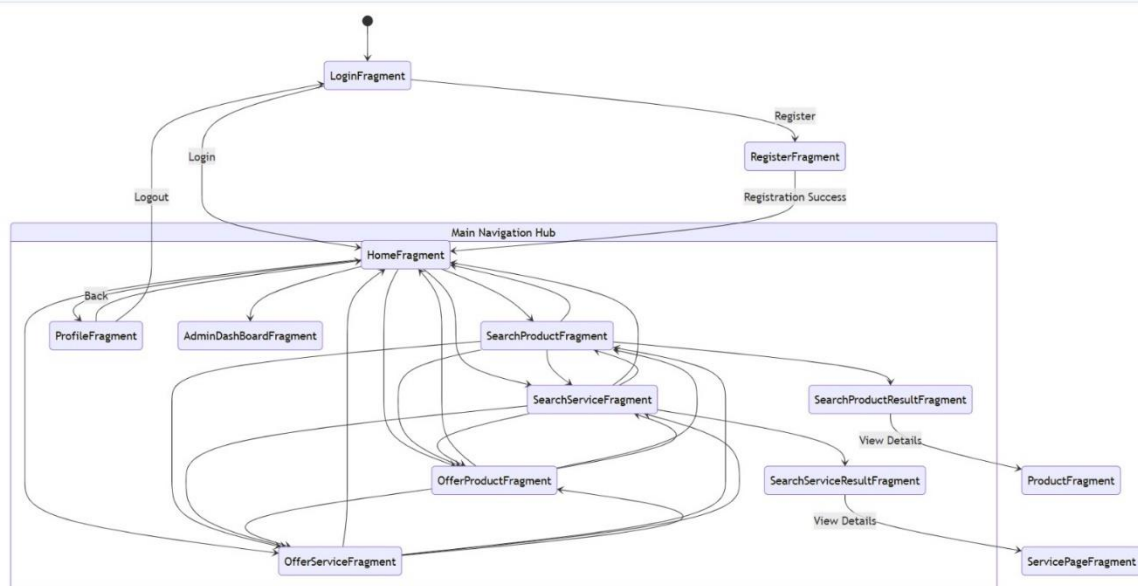 LoginFragment
Register
Login
RegisterFragment
Logout
Registration Success
Main Navigation Hub
HomeFragment
Back
ProfileFragment
AdminDashBoardFragment
SearchProductFragment
SearchServiceFragment
SearchProductResultFragment
View Details
OfferProductFragment
SearchServiceResultFragment
ProductFragment
View Details
OfferServiceFragment
ServicePageFragment